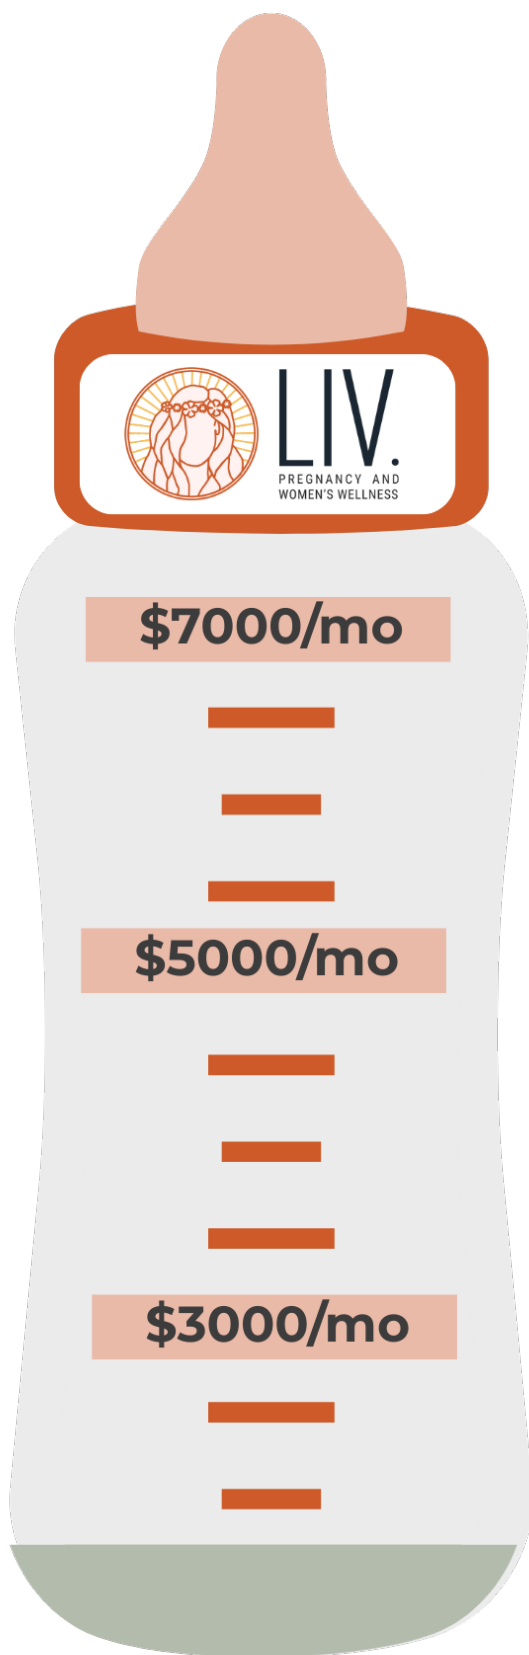 LIV.
PREGNANCY AND
WOMEN'S WELLNESS
$7000/mo
$5000/mo
$3000/mo